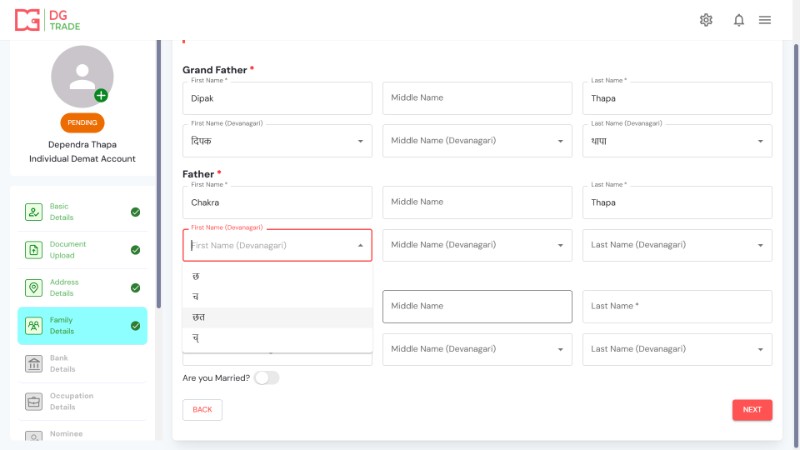 DG
TRADE
PENDING
Dependra Thapa
Individual Demat Account
Basic
Details
Document
Upload
Address
Details
Family
Details
Bank
Details
Occupation
Details
Nominee
Grand Father *
First Name *
Dipak
Middle Name
Last Name *
Thapa
First Name (Devanagari)
दिपक
Middle Name (Devanagari)
Last Name (Devanagari)
थापा
Father *
First Name *
Chakra
Middle Name
Last Name *
Thapa
First Name (Devanagari)
First Name (Devanagari)
Middle Name (Devanagari)
Last Name (Devanagari)
छ
च
छत
च्
Middle Name
Last Name *
Middle Name (Devanagari)
Last Name (Devanagari)
Are you Married?
BACK
NEXT